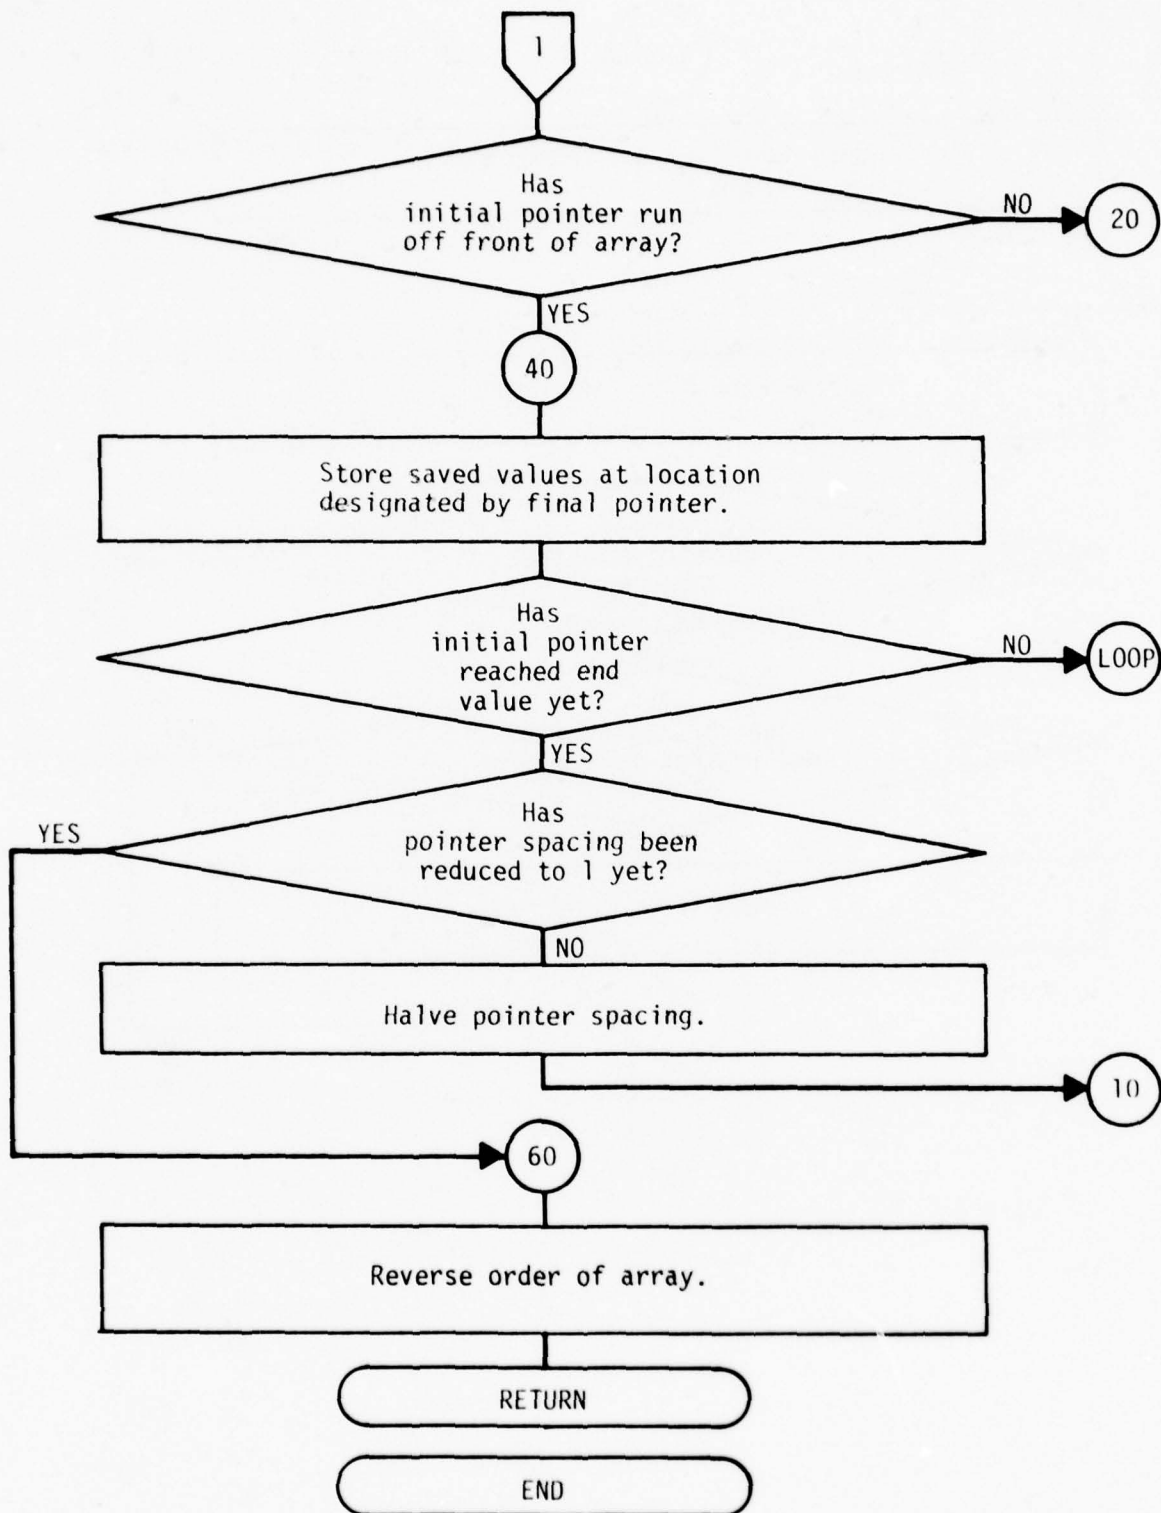 1
Has
initial pointer run
off front of array?
NO
20
YES
40
Store saved values at location
designated by final pointer.
Has
initial pointer
reached end
value yet?
NO
LOOP
YES
Has
pointer spacing been
reduced to 1 yet?
YES
NO
Halve pointer spacing.
10
60
Reverse order of array.
RETURN
END